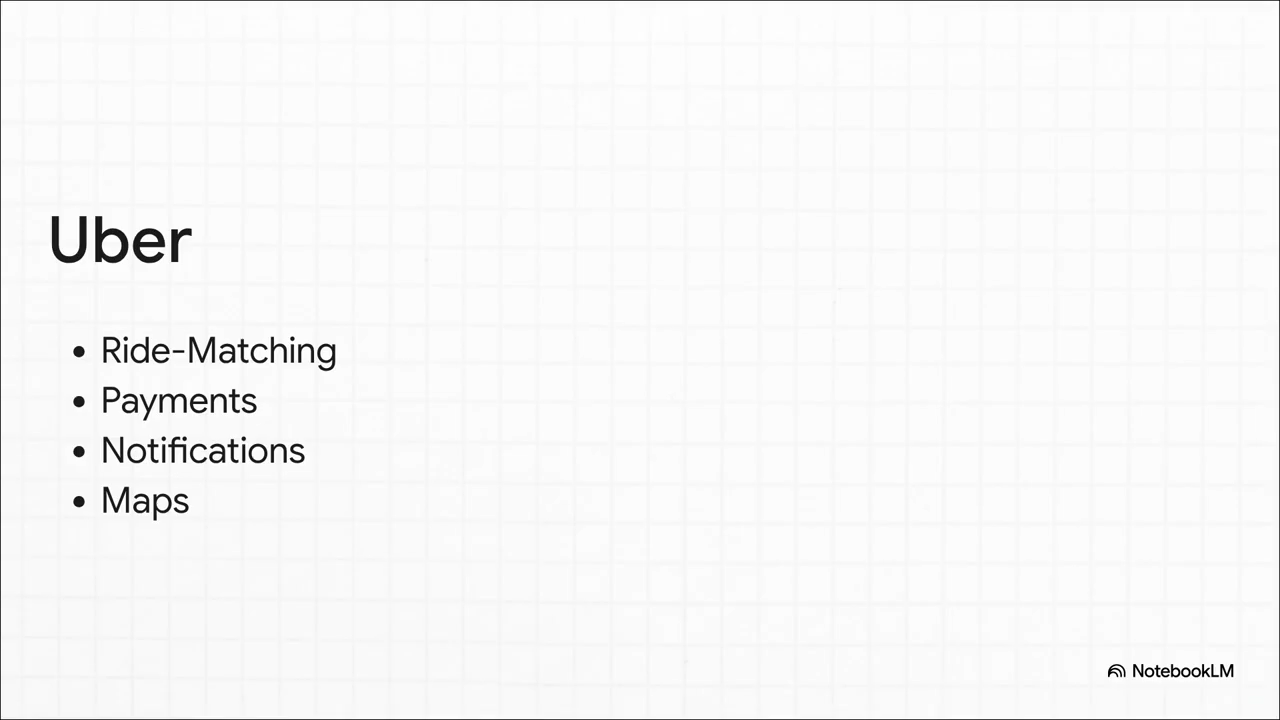 Uber
• Ride-Matching
• Payments
• Notifications
• Maps
NotebookLM